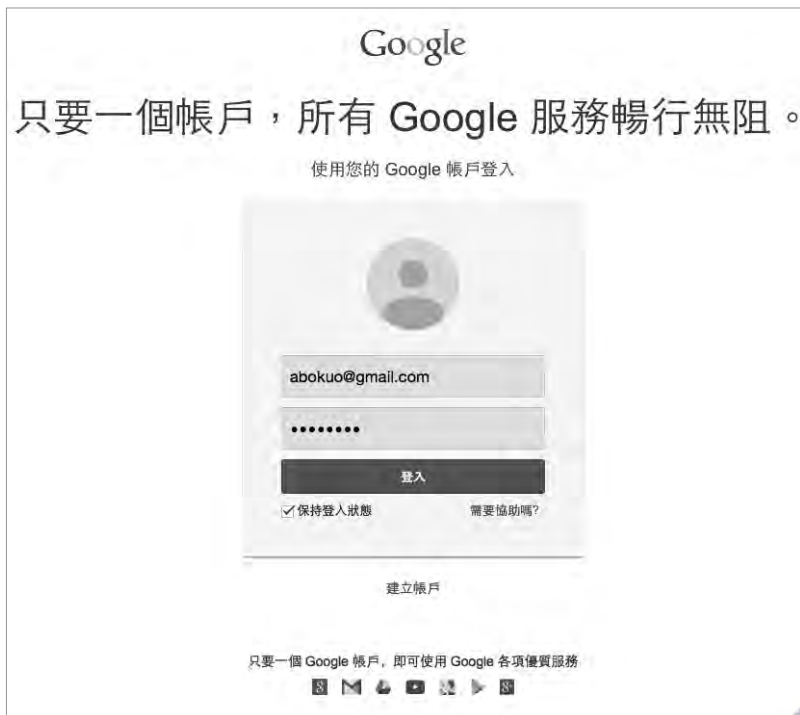 Google
只要一個帳戶，所有 Google 服務暢行無阻。
使用您的 Google 帳戶登入
abokuo@gmail.com
••••••••
登入
保持登入狀態
需要協助嗎?
建立帳戶
只要一個 Google 帳戶，即可使用 Google 各項優質服務